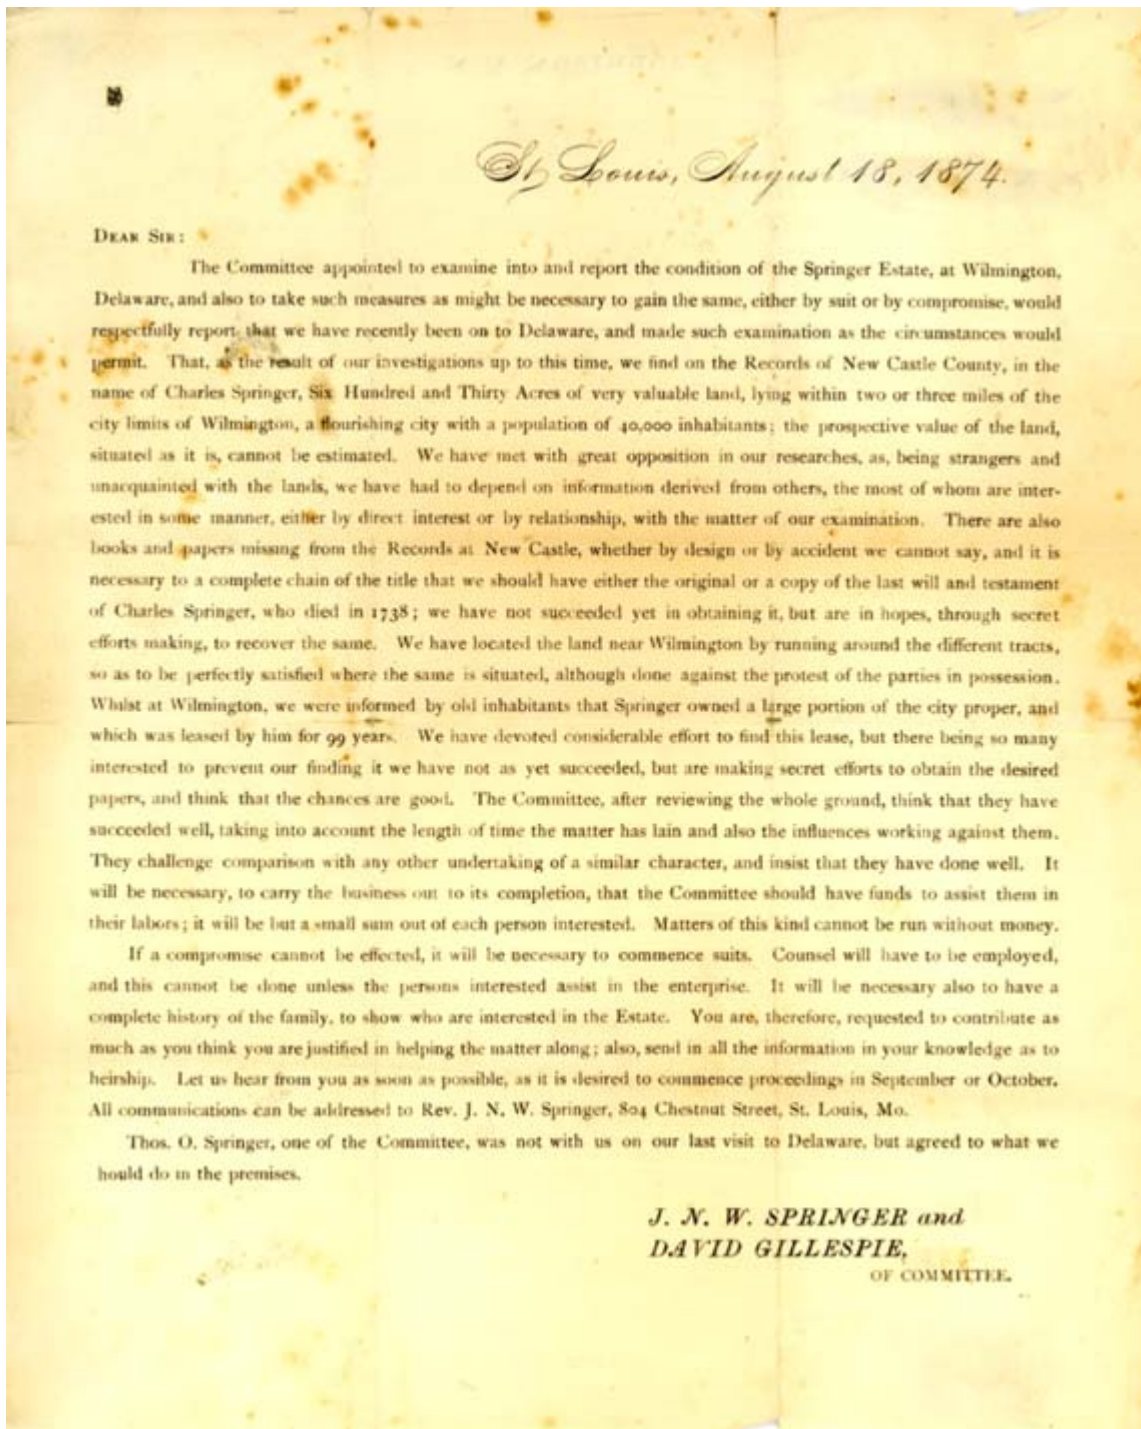 St. Louis, August 18, 1874.
DEAR SIR:
The Committee appointed to examine into and report the condition of the Springer Estate, at Wilmington,
Delaware, and also to take such measures as might be necessary to gain the same, either by suit or by compromise, would
respectfully report that we have recently been on to Delaware, and made such examination as the circumstances would
permit. That, as the result of our investigations up to this time, we find on the Records of New Castle County, in the
name of Charles Springer, Six Hundred and Thirty Acres of very valuable land, lying within two or three miles of the
city limits of Wilmington, a flourishing city with a population of 40,000 inhabitants; the prospective value of the land,
situated as it is, cannot be estimated. We have met with great opposition in our researches, as, being strangers and
unacquainted with the lands, we have had to depend on information derived from others, the most of whom are inter-
ested in some manner, either by direct interest or by relationship, with the matter of our examination. There are also
books and papers missing from the Records at New Castle, whether by design or by accident we cannot say, and it is
necessary to a complete chain of the title that we should have either the original or a copy of the last will and testament
of Charles Springer, who died in 1738; we have not succeeded yet in obtaining it, but are in hopes, through secret
efforts making, to recover the same. We have located the land near Wilmington by running around the different tracts,
so as to be perfectly satisfied where the same is situated, although done against the protest of the parties in possession.
Whilst at Wilmington, we were informed by old inhabitants that Springer owned a large portion of the city proper, and
which was leased by him for 99 years. We have devoted considerable effort to find this lease, but there being so many
interested to prevent our finding it we have not as yet succeeded, but are making secret efforts to obtain the desired
papers, and think that the chances are good. The Committee, after reviewing the whole ground, think that they have
succeeded well, taking into account the length of time the matter has lain and also the influences working against them.
They challenge comparison with any other undertaking of a similar character, and insist that they have done well. It
will be necessary, to carry the business out to its completion, that the Committee should have funds to assist them in
their labors; it will be but a small sum out of each person interested. Matters of this kind cannot be run without money.
If a compromise cannot be effected, it will be necessary to commence suits. Counsel will have to be employed,
and this cannot be done unless the persons interested assist in the enterprise. It will be necessary also to have a
complete history of the family, to show who are interested in the Estate. You are, therefore, requested to contribute as
much as you think you are justified in helping the matter along; also, send in all the information in your knowledge as to
heirship. Let us hear from you as soon as possible, as it is desired to commence proceedings in September or October.
All communications can be addressed to Rev. J. N. W. Springer, 804 Chestnut Street, St. Louis, Mo.
Thos. O. Springer, one of the Committee, was not with us on our last visit to Delaware, but agreed to what we
hould do in the premises.
J. N. W. SPRINGER and
DAVID GILLESPIE,
OF COMMITTEE.